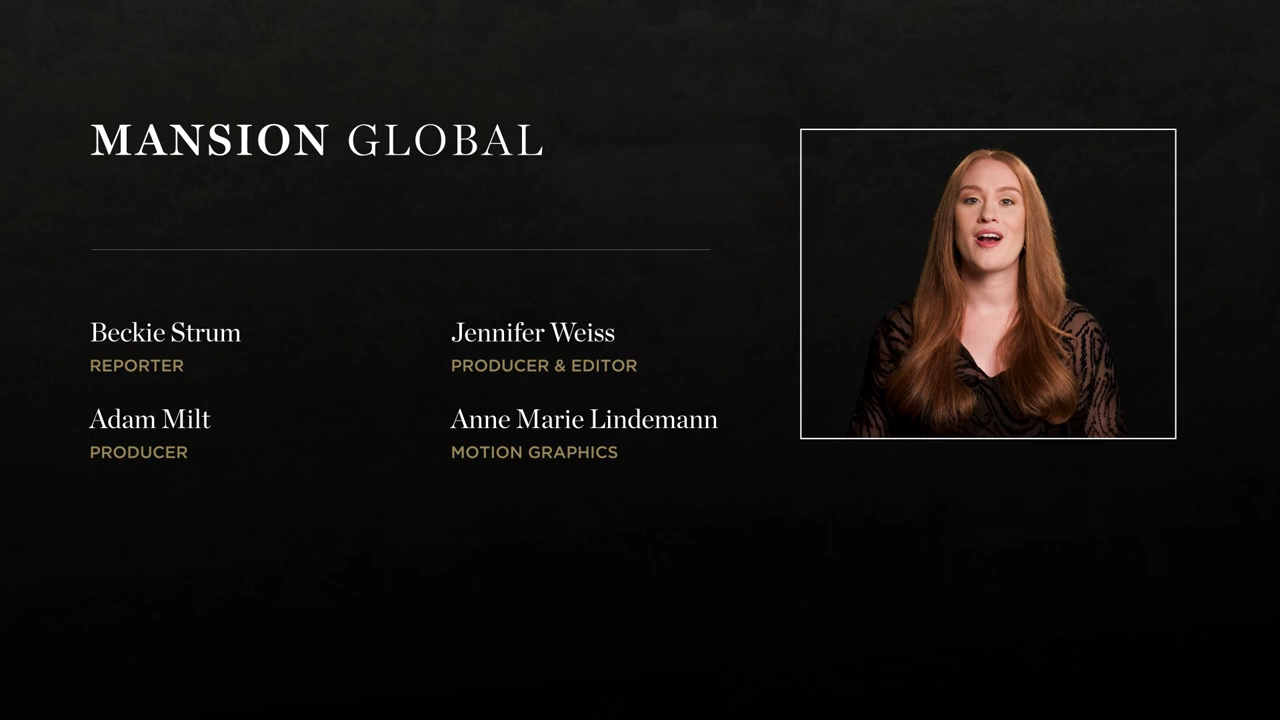 MANSION GLOBAL
Beckie Strum
REPORTER
Jennifer Weiss
PRODUCER & EDITOR
Adam Milt
PRODUCER
Anne Marie Lindemann
MOTION GRAPHICS